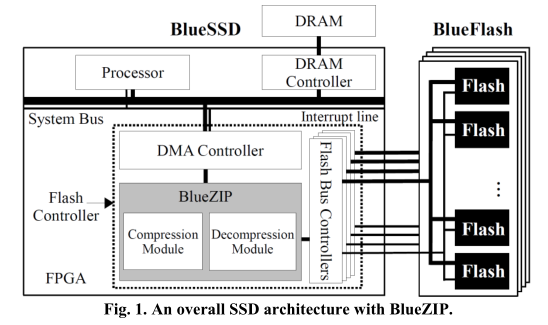 BlueSSD
DRAM
BlueFlash
Processor
DRAM
Controller
System Bus
Interrupt line
DMA Controller
BlueZIP
Compression
Module
Decompression
Module
Flash Bus Controllers
Flash
Controller
FPGA
Flash
Flash
⋮
Flash
Flash
Fig. 1. An overall SSD architecture with BlueZIP.